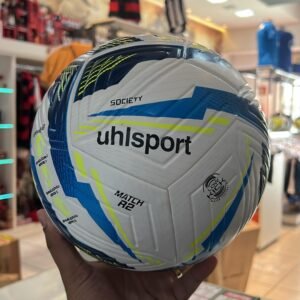 SOCIETY
uhlsport
MATCH
R2